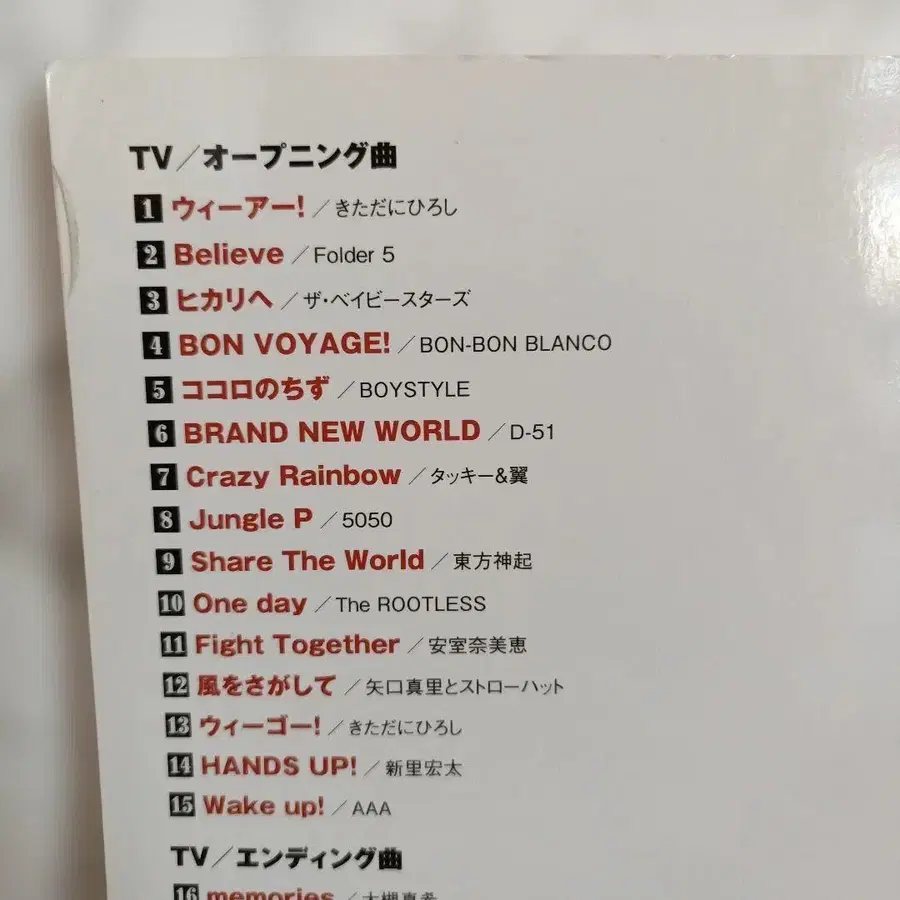 TV／オープニング曲
1 ウィーアー!／きただにひろし
2 Believe／Folder 5
3 ヒカリへ／ザ・ベイビースターズ
4 BON VOYAGE!／BON-BON BLANCO
5 ココロのちず／BOYSTYLE
6 BRAND NEW WORLD／D-51
7 Crazy Rainbow／タッキー&翼
8 Jungle P／5050
9 Share The World／東方神起
10 One day／The ROOTLESS
11 Fight Together／安室奈美恵
12 風をさがして／矢口真里とストローハット
13 ウィーゴー!／きただにひろし
14 HANDS UP!／新里宏太
15 Wake up!／AAA
TV／エンディング曲
16 memories／大槻真希